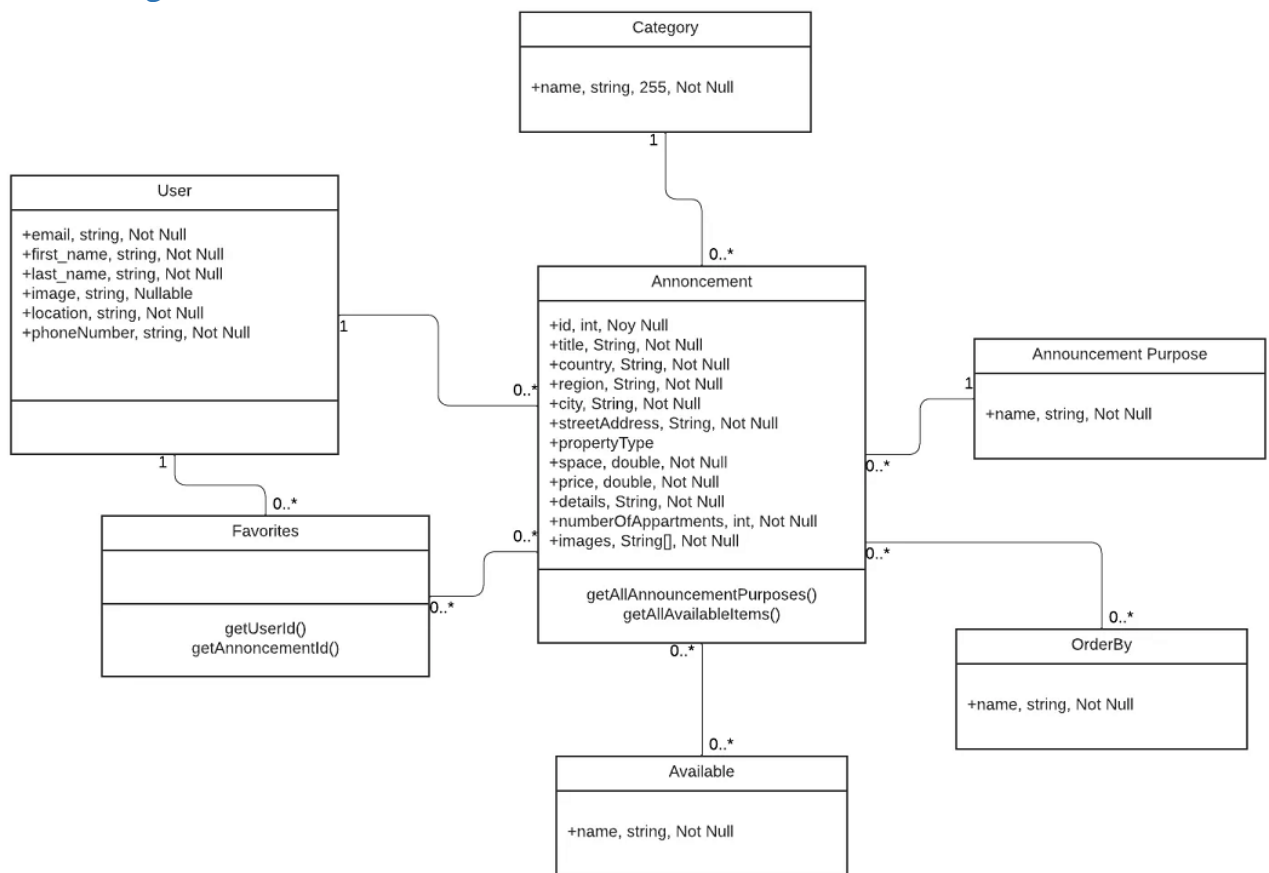 Category
+name, string, 255, Not Null
1
0..*
User
+email, string, Not Null
+first_name, string, Not Null
+last_name, string, Not Null
+image, string, Nullable
+location, string, Not Null
+phoneNumber, string, Not Null
1
0..*
1
0..*
Annoncement
+id, int, Noy Null
+title, String, Not Null
+country, String, Not Null
+region, String, Not Null
+city, String, Not Null
+streetAddress, String, Not Null
+propertyType
+space, double, Not Null
+price, double, Not Null
+details, String, Not Null
+numberOfAppartments, int, Not Null
+images, String[], Not Null
getAllAnnouncementPurposes()
getAllAvailableItems()
Announcement Purpose
+name, string, Not Null
1
0..*
Favorites
getUserId()
getAnnoncementId()
0..*
0..*
0..*
0..*
OrderBy
+name, string, Not Null
0..*
0..*
Available
+name, string, Not Null